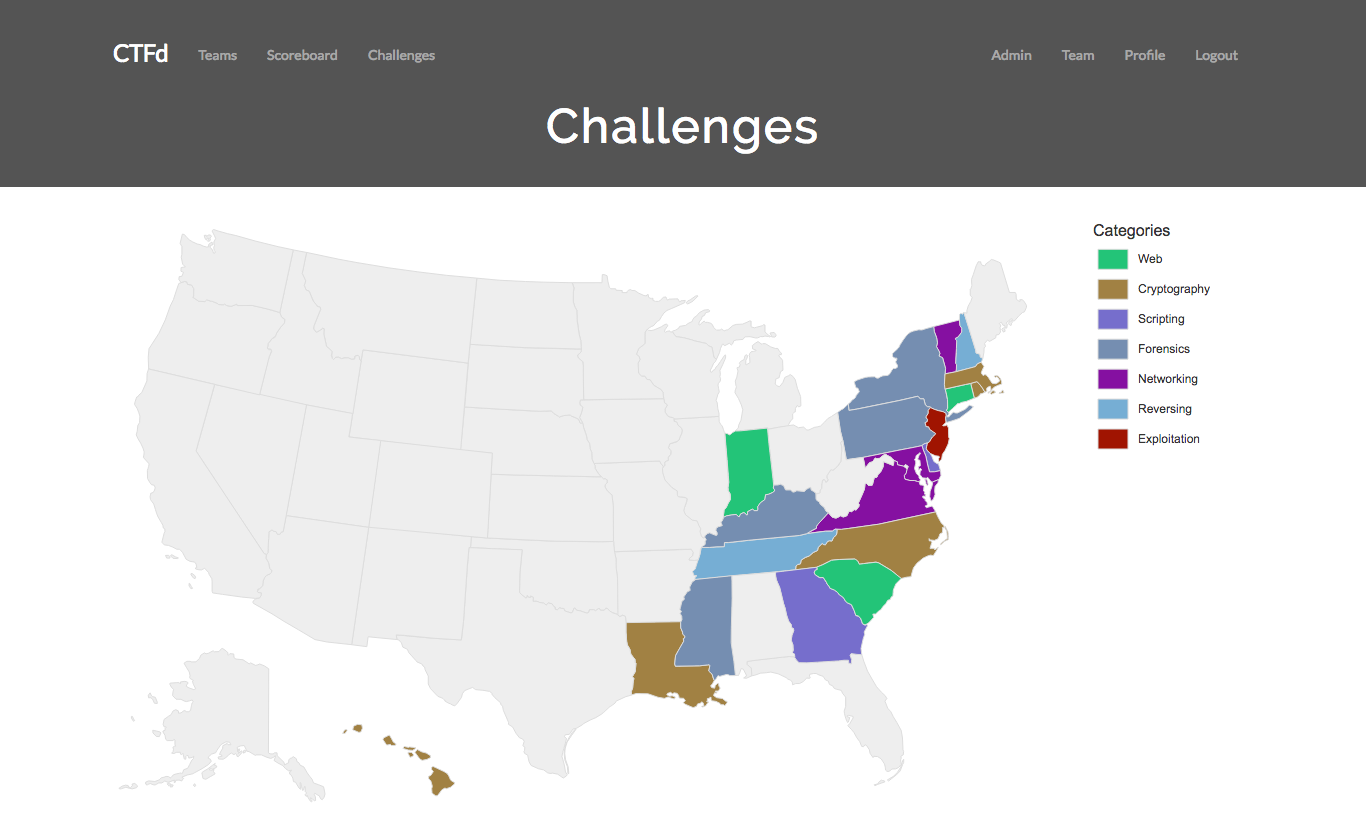 CTFd Teams Scoreboard Challenges Admin Team Profile Logout
Challenges
Categories
Web
Cryptography
Scripting
Forensics
Networking
Reversing
Exploitation